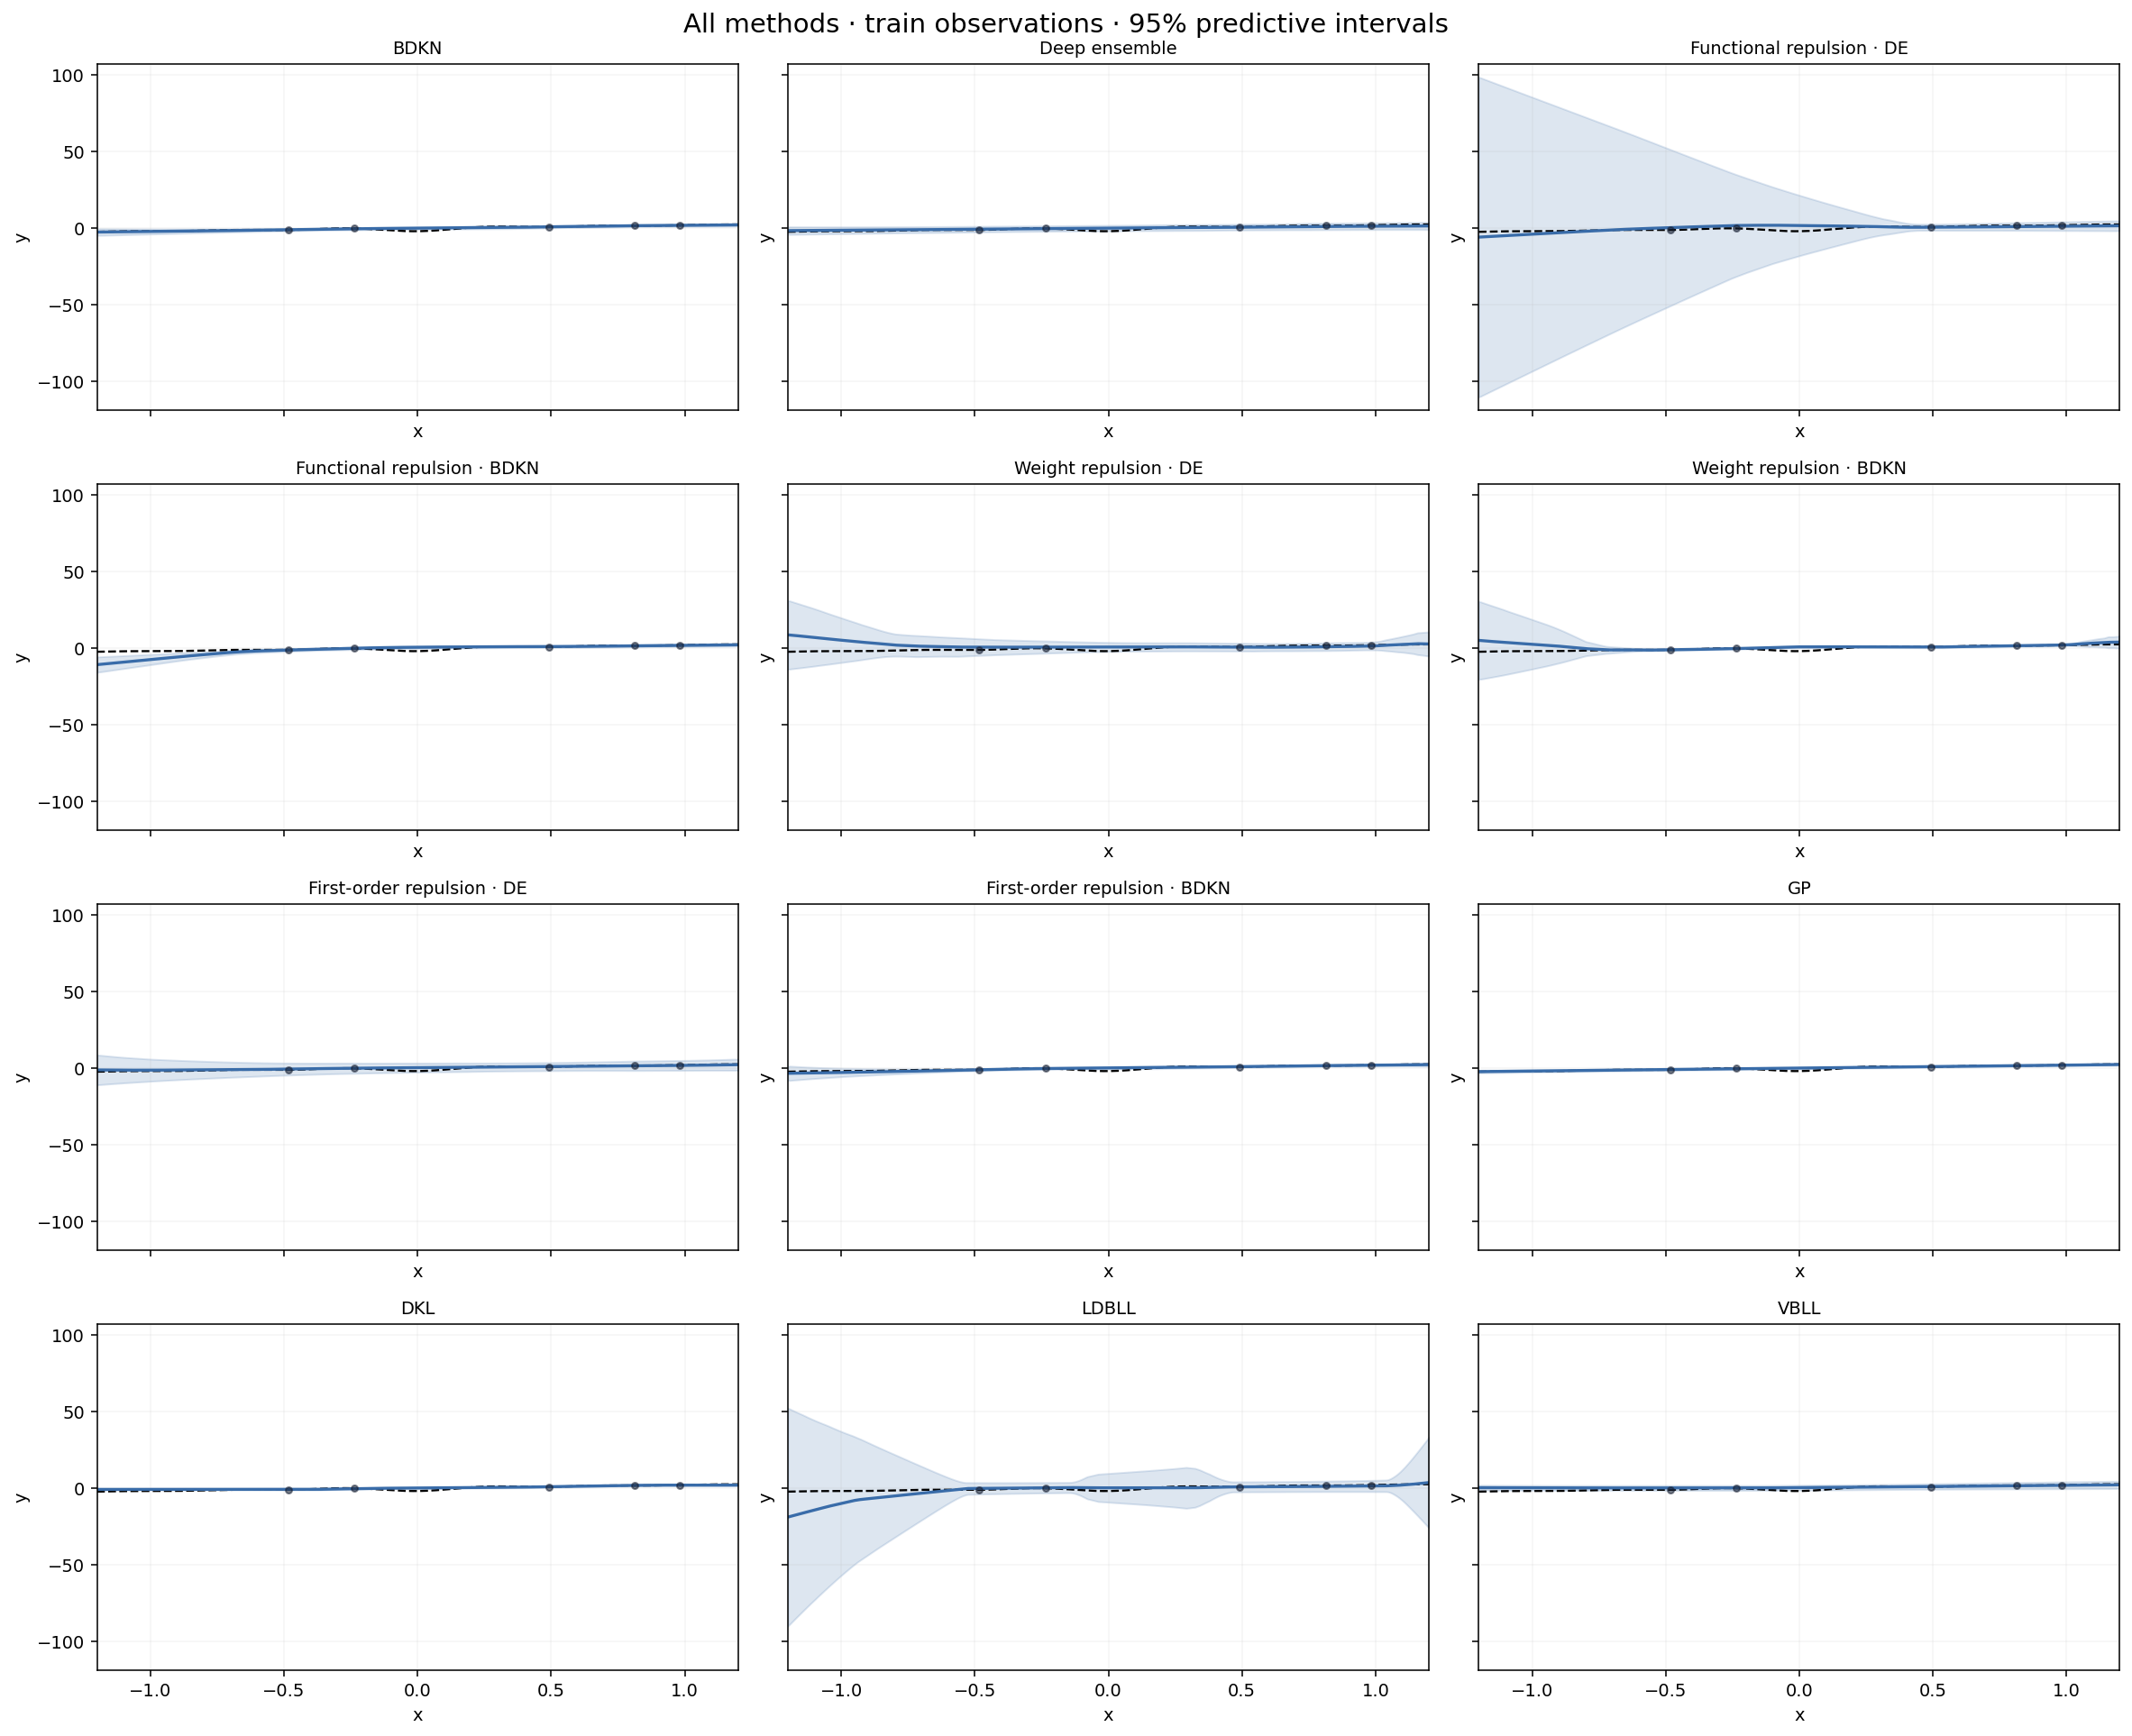 All methods · train observations · 95% predictive intervals
BDKN
Deep ensemble
Functional repulsion · DE
100
50
0
−50
−100
y
y
y
x
x
x
Functional repulsion · BDKN
Weight repulsion · DE
Weight repulsion · BDKN
100
50
0
−50
−100
y
y
y
x
x
x
First-order repulsion · DE
First-order repulsion · BDKN
GP
100
50
0
−50
−100
y
y
y
x
x
x
DKL
LDBLL
VBLL
100
50
0
−50
−100
y
y
y
−1.0 −0.5 0.0 0.5 1.0
−1.0 −0.5 0.0 0.5 1.0
−1.0 −0.5 0.0 0.5 1.0
x
x
x